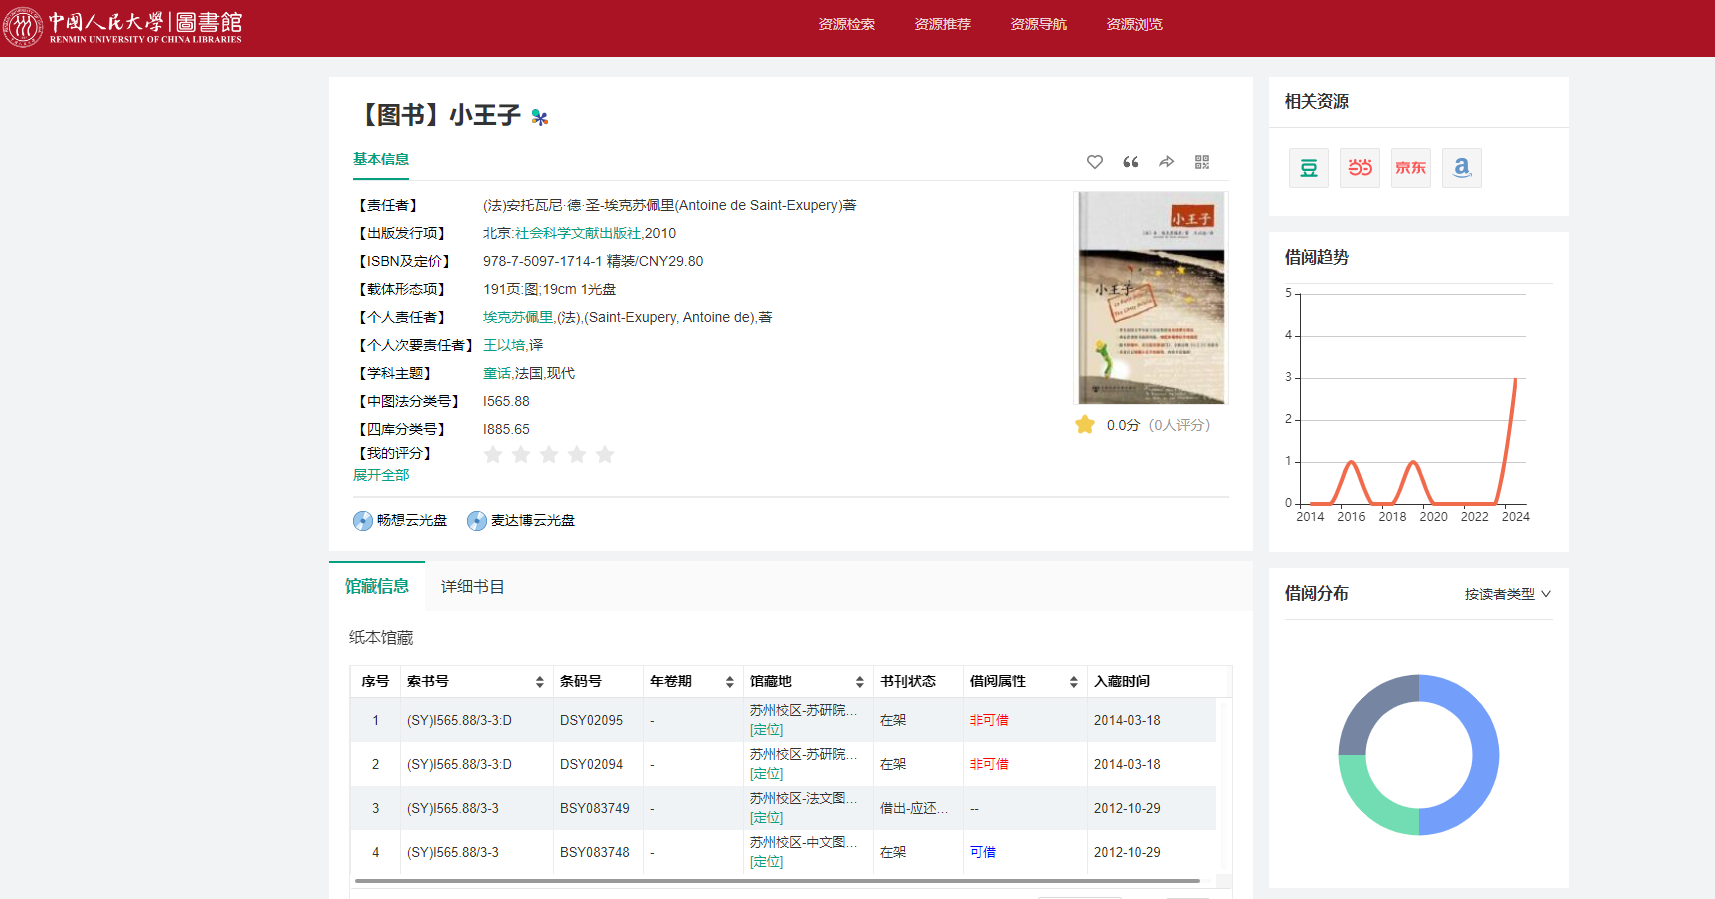 中国人民大学|圖書館
RENMIN UNIVERSITY OF CHINA LIBRARIES
资源检索 资源推荐 资源导航 资源浏览
【图书】小王子
基本信息
【责任者】 (法)安托瓦尼·德·圣-埃克苏佩里(Antoine de Saint-Exupery)著
【出版发行项】 北京:社会科学文献出版社,2010
【ISBN及定价】 978-7-5097-1714-1 精装/CNY29.80
【载体形态项】 191页:图;19cm 1光盘
【个人责任者】 埃克苏佩里,(法),(Saint-Exupery, Antoine de),著
【个人次要责任者】 王以培,译
【学科主题】 童话,法国,现代
【中图法分类号】 I565.88
【四库分类号】 I885.65
【我的评分】
展开全部
小王子
小王子
0.0分 (0人评分)
畅想云光盘 麦达博云光盘
馆藏信息 详细书目
纸本馆藏
序号 索书号 条码号 年卷期 馆藏地 书刊状态 借阅属性 入藏时间
1 (SY)I565.88/3-3:D DSY02095 - 苏州校区-苏研院... [定位] 在架 非可借 2014-03-18
2 (SY)I565.88/3-3:D DSY02094 - 苏州校区-苏研院... [定位] 在架 非可借 2014-03-18
3 (SY)I565.88/3-3 BSY083749 - 苏州校区-法文图... [定位] 借出-应还... -- 2012-10-29
4 (SY)I565.88/3-3 BSY083748 - 苏州校区-中文图... [定位] 在架 可借 2012-10-29
相关资源
豆 当当 京东 a
借阅趋势
5
4
3
2
1
0
2014 2016 2018 2020 2022 2024
借阅分布 按读者类型